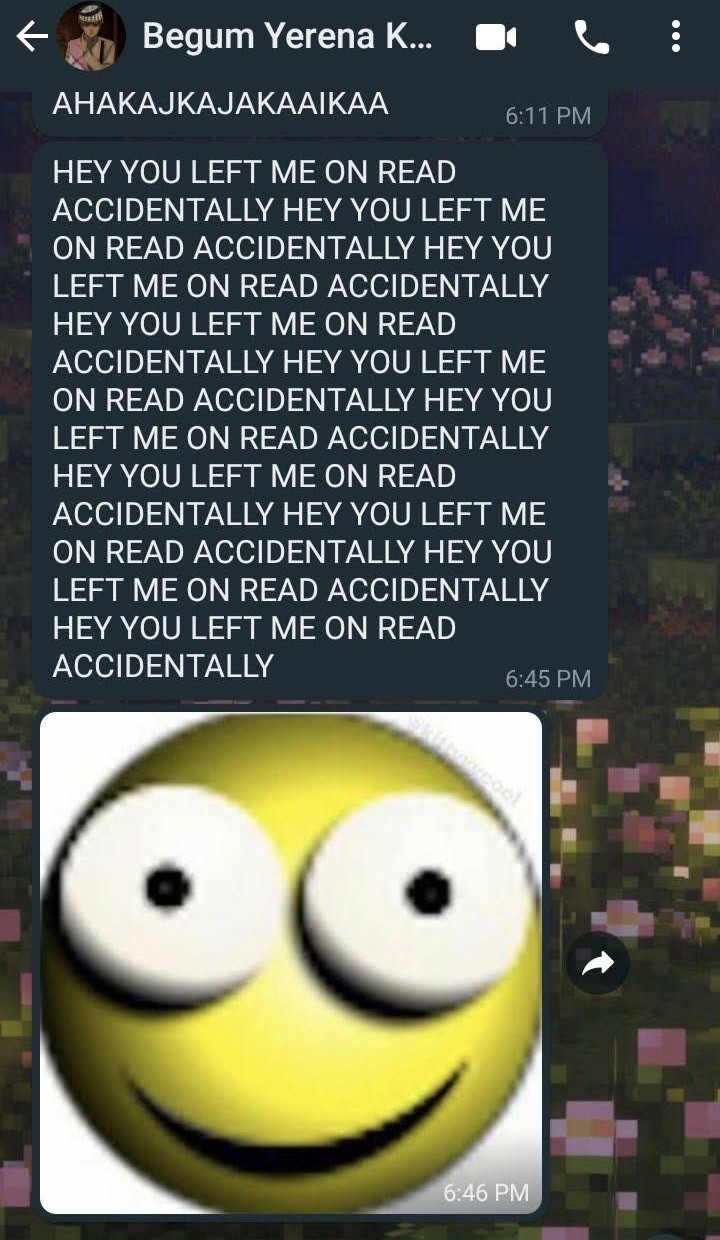 Begum Yerena K...
AHAKAJKAJAKAAIKAA
6:11 PM
HEY YOU LEFT ME ON READ
ACCIDENTALLY HEY YOU LEFT ME
ON READ ACCIDENTALLY HEY YOU
LEFT ME ON READ ACCIDENTALLY
HEY YOU LEFT ME ON READ
ACCIDENTALLY HEY YOU LEFT ME
ON READ ACCIDENTALLY HEY YOU
LEFT ME ON READ ACCIDENTALLY
HEY YOU LEFT ME ON READ
ACCIDENTALLY HEY YOU LEFT ME
ON READ ACCIDENTALLY HEY YOU
LEFT ME ON READ ACCIDENTALLY
HEY YOU LEFT ME ON READ
ACCIDENTALLY
6:45 PM
6:46 PM